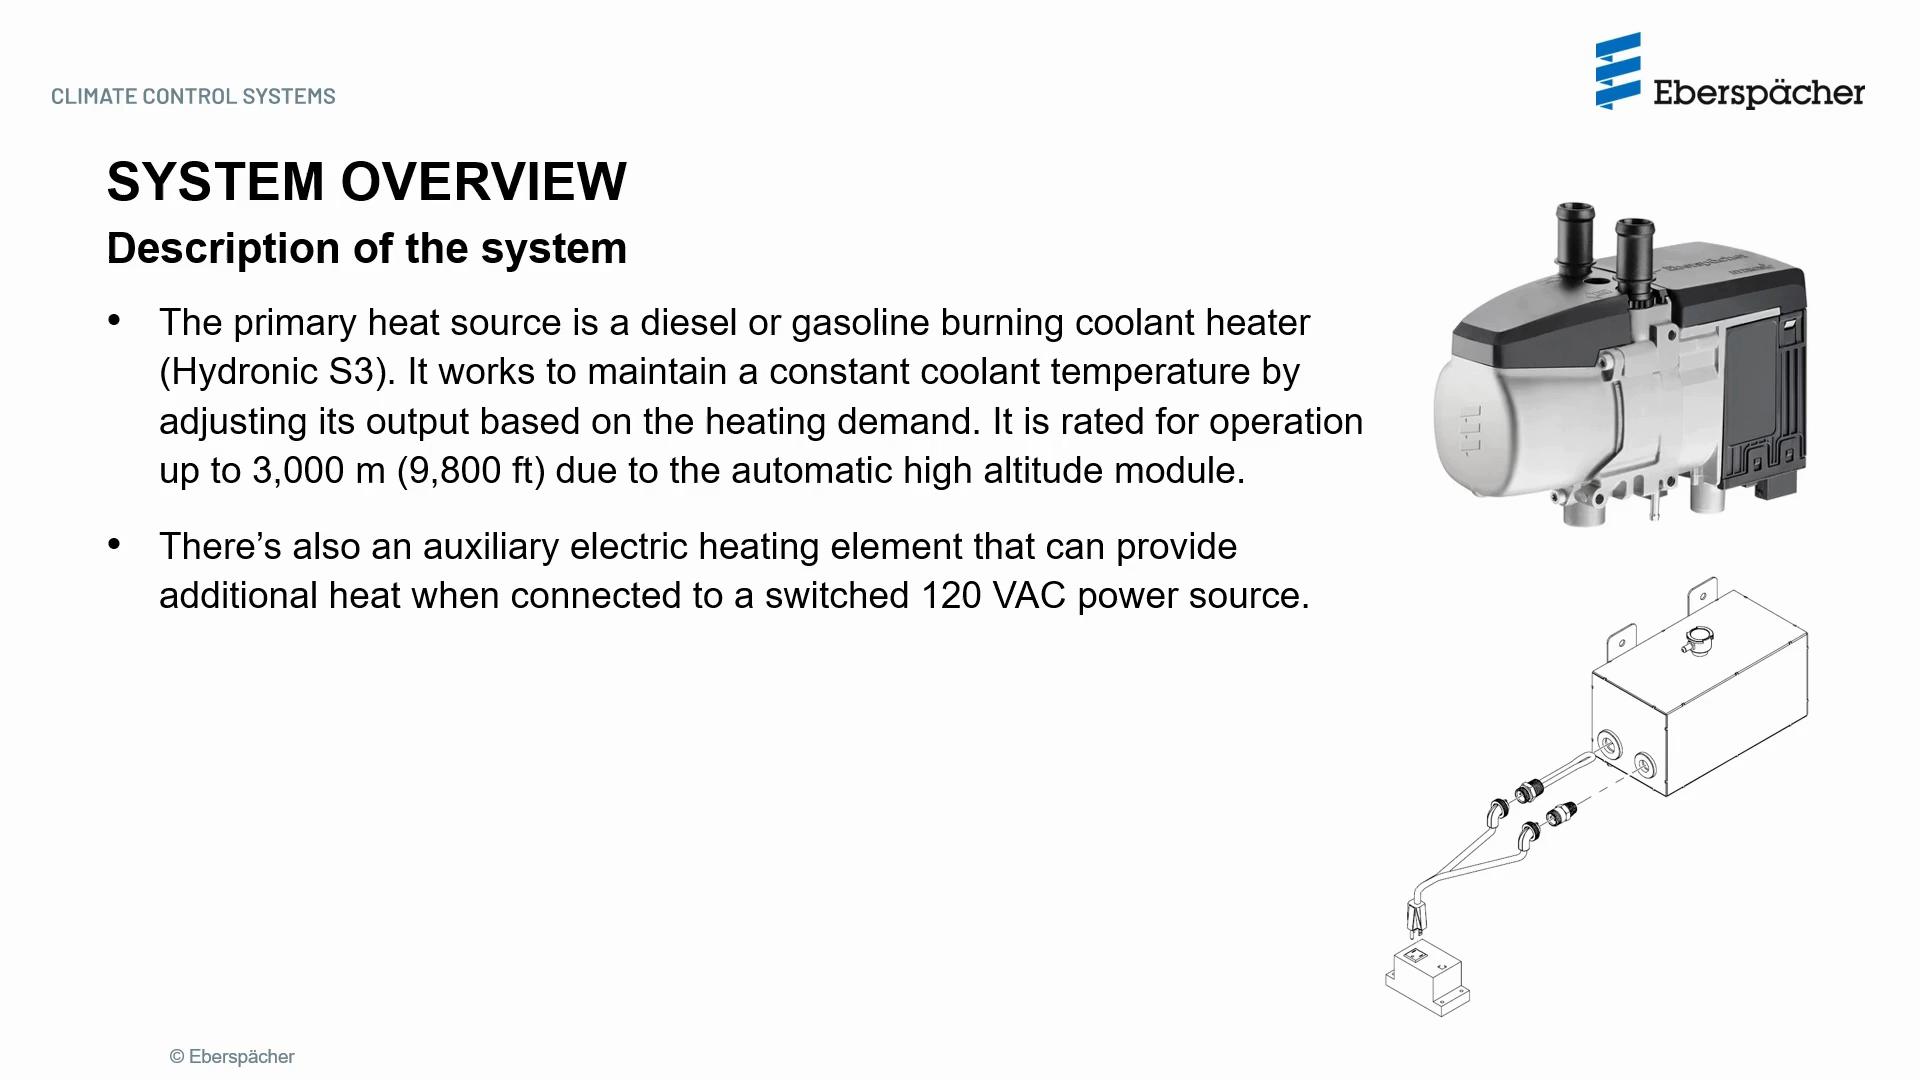 CLIMATE CONTROL SYSTEMS
Eberspächer
SYSTEM OVERVIEW
Description of the system
• The primary heat source is a diesel or gasoline burning coolant heater
(Hydronic S3). It works to maintain a constant coolant temperature by
adjusting its output based on the heating demand. It is rated for operation
up to 3,000 m (9,800 ft) due to the automatic high altitude module.
• There’s also an auxiliary electric heating element that can provide
additional heat when connected to a switched 120 VAC power source.
Eberspächer
© Eberspächer